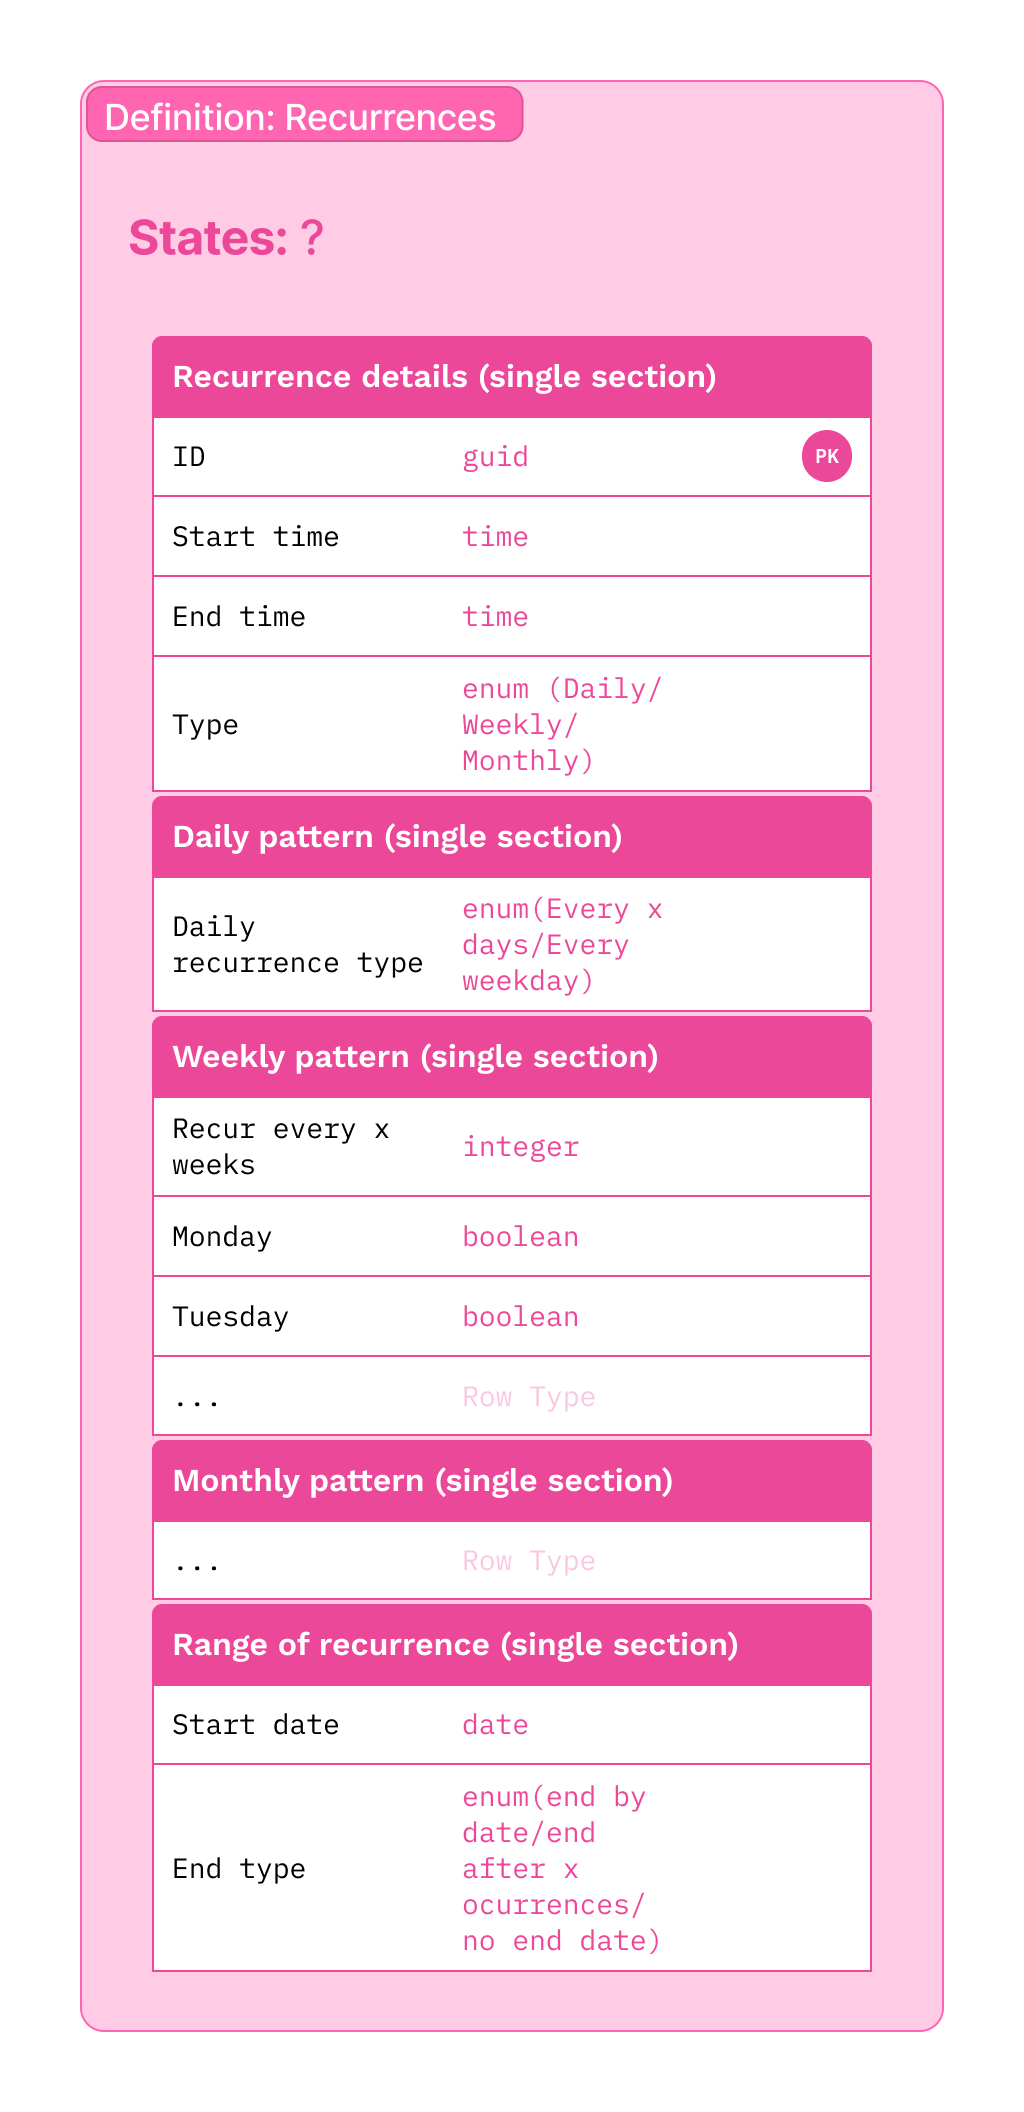 Definition: Recurrences
States: ?
Recurrence details (single section)
ID guid PK
Start time time
End time time
Type enum (Daily/
Weekly/
Monthly)
Daily pattern (single section)
Daily
recurrence type
enum(Every x
days/Every
weekday)
Weekly pattern (single section)
Recur every x
weeks
integer
Monday boolean
Tuesday boolean
... Row Type
Monthly pattern (single section)
... Row Type
Range of recurrence (single section)
Start date date
End type
enum(end by
date/end
after x
ocurrences/
no end date)